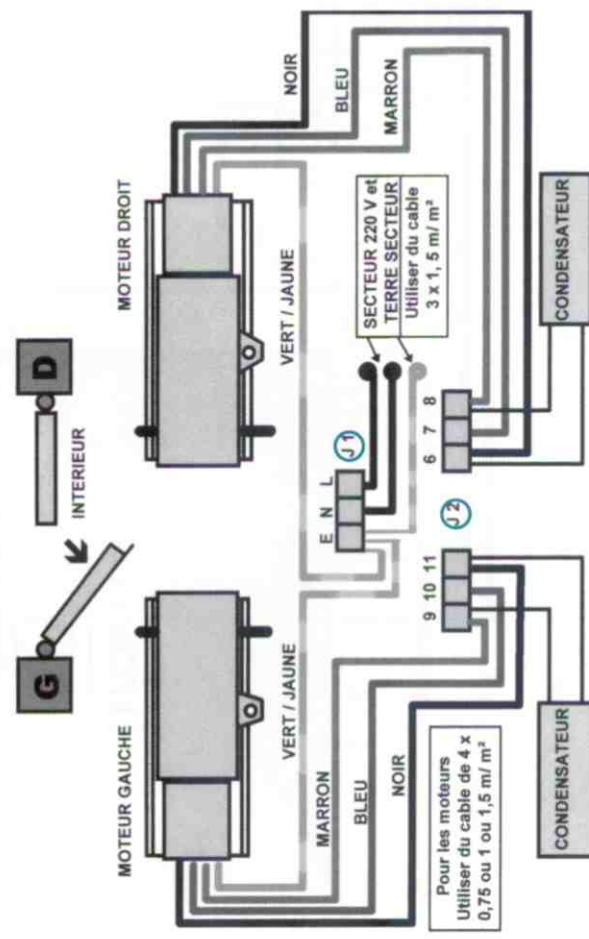 G
D
INTERIEUR
MOTEUR GAUCHE
MOTEUR DROIT
VERT / JAUNE
VERT / JAUNE
NOIR
BLEU
MARRON
MARRON
BLEU
NOIR
E N L
J 1
SECTEUR 220 V et
TERRE SECTEUR
Utiliser du cable
3 x 1, 5 m/ m²
9 10 11
J 2
6 7 8
Pour les moteurs
Utiliser du cable de 4 x
0,75 ou 1 ou 1,5 m/ m²
CONDENSATEUR
CONDENSATEUR